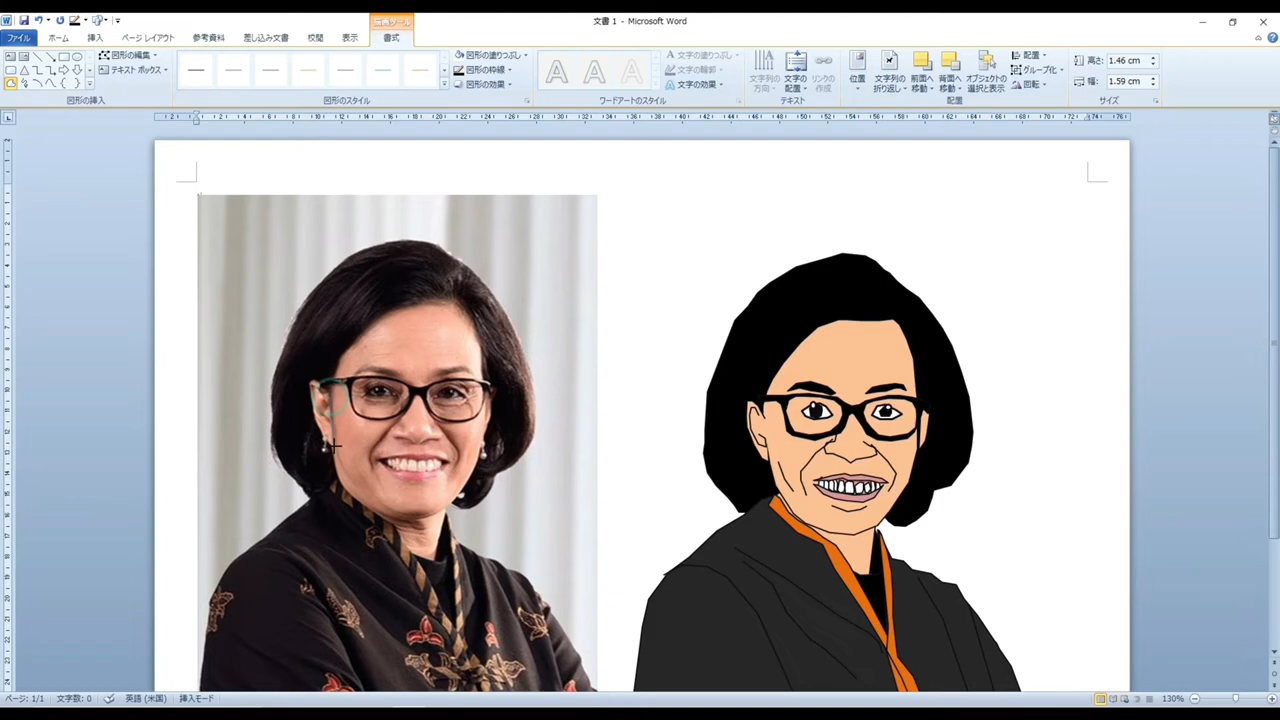 文書 1 - Microsoft Word
描画ツール
ファイル ホーム 挿入 ページ レイアウト 参考資料 差し込み文書 校閲 表示 書式
図形の編集
テキスト ボックス
図形の挿入
図形の塗りつぶし
図形の枠線
図形の効果
図形のスタイル
文字の塗りつぶし
文字の輪郭
文字の効果
ワードアートのスタイル
文字列の方向
文字の配置
リンクの作成
テキスト
位置
文字列の折り返し
前面へ移動
背面へ移動
オブジェクトの選択と表示
配置
グループ化
回転
配置
高さ: 1.46 cm
幅: 1.59 cm
サイズ
ページ: 1/1 文字数: 0 英語 (米国) 挿入モード 130%